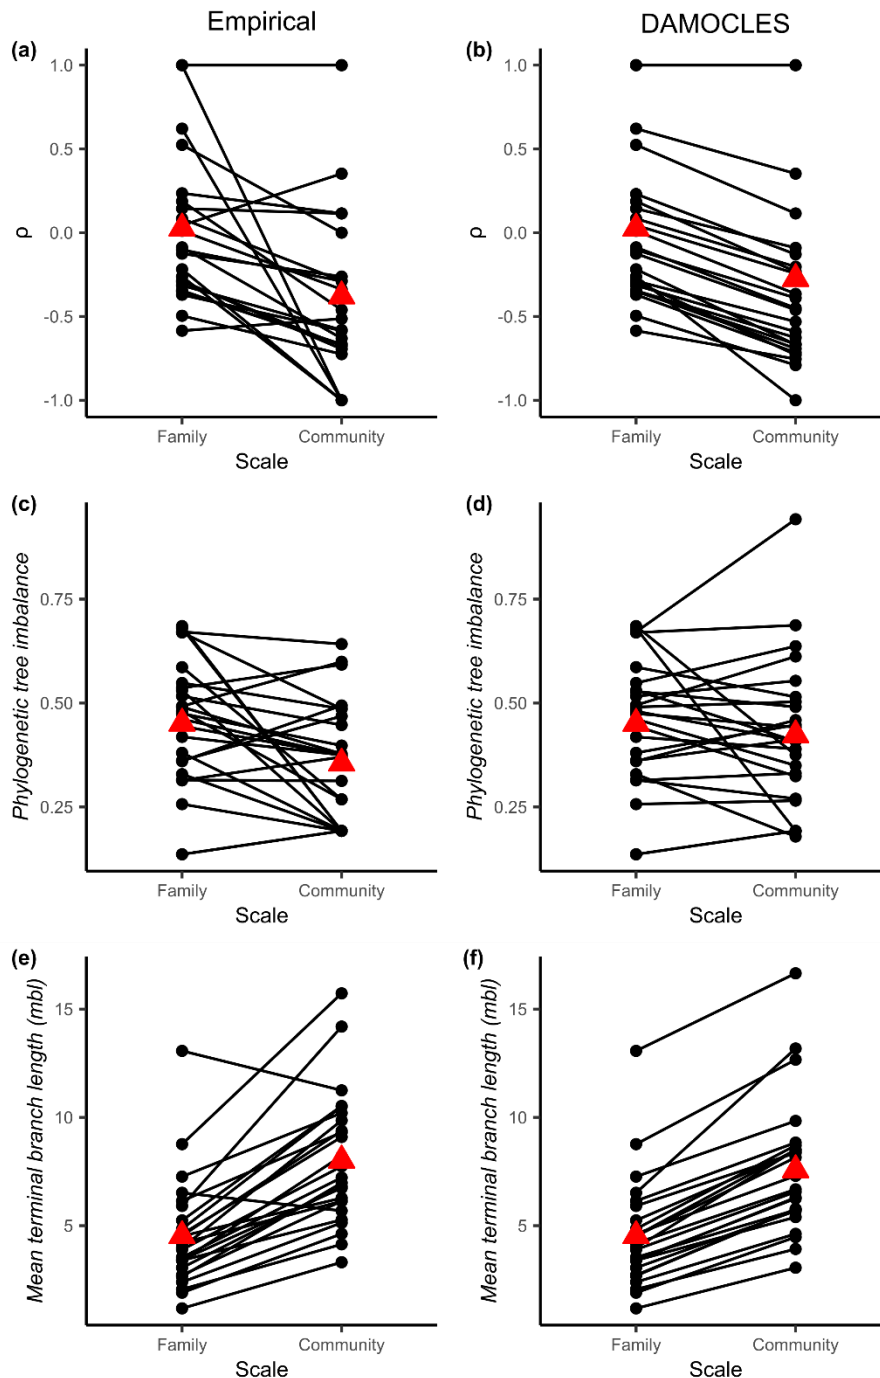 Empirical
DAMOCLES
(a)
(b)
1.0
0.5
0.0
-0.5
-1.0
ρ
Family
Community
Scale
1.0
0.5
0.0
-0.5
-1.0
ρ
Family
Community
Scale
(c)
(d)
0.75
0.50
0.25
Phylogenetic tree imbalance
Family
Community
Scale
0.75
0.50
0.25
Phylogenetic tree imbalance
Family
Community
Scale
(e)
(f)
15
10
5
Mean terminal branch length (mbl)
Family
Community
Scale
15
10
5
Mean terminal branch length (mbl)
Family
Community
Scale